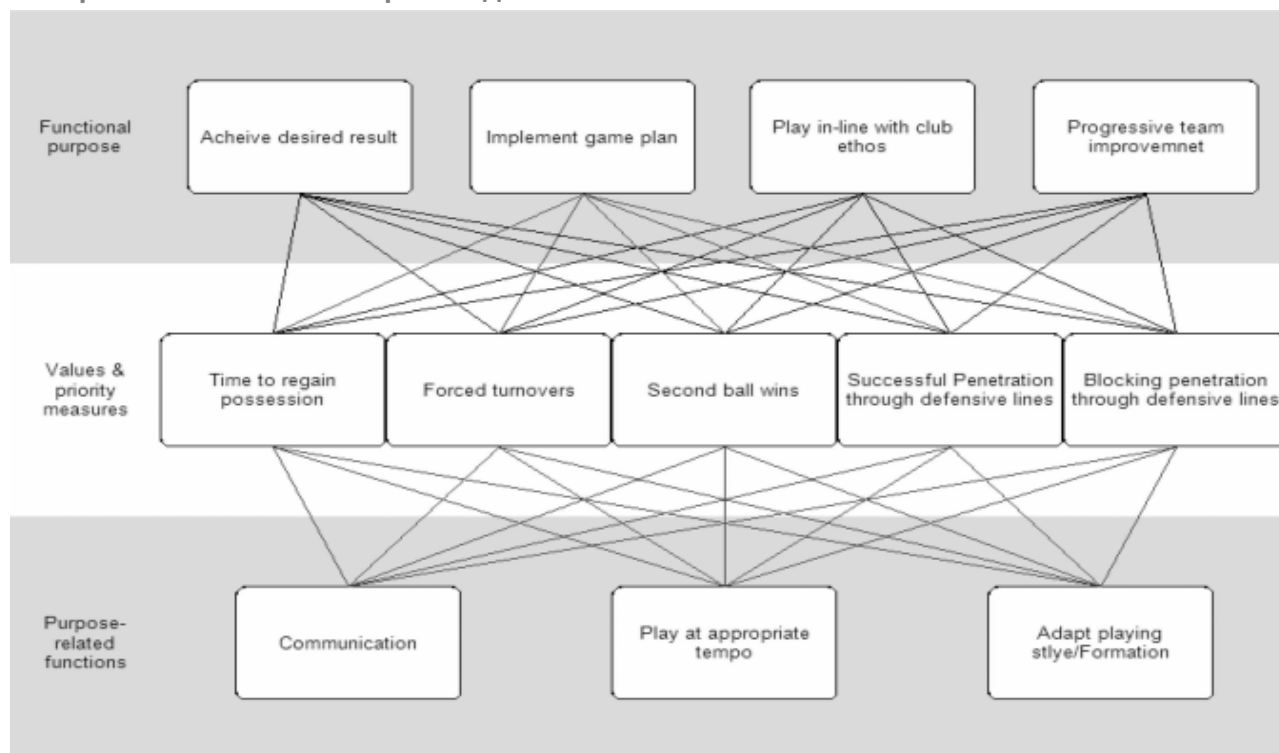 Functional
purpose
Acheive desired result
Implement game plan
Play in-line with club
ethos
Progressive team
improvemnet
Values &
priority
measures
Time to regain
possession
Forced turnovers
Second ball wins
Successful Penetration
through defensive lines
Blocking penetration
through defensive lines
Purpose-
related
functions
Communication
Play at appropriate
tempo
Adapt playing
stlye/Formation